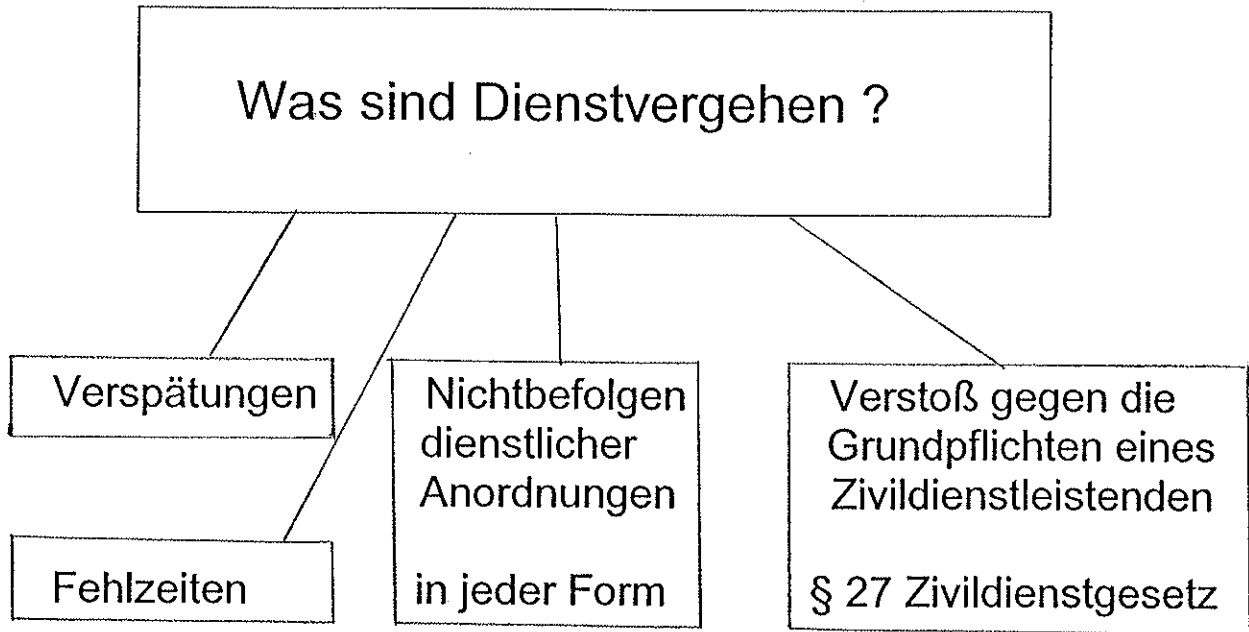 Was sind Dienstvergehen ?
Verspätungen
Fehlzeiten
Nichtbefolgen
dienstlicher
Anordnungen
in jeder Form
Verstoß gegen die
Grundpflichten eines
Zivildienstleistenden
§ 27 Zivildienstgesetz